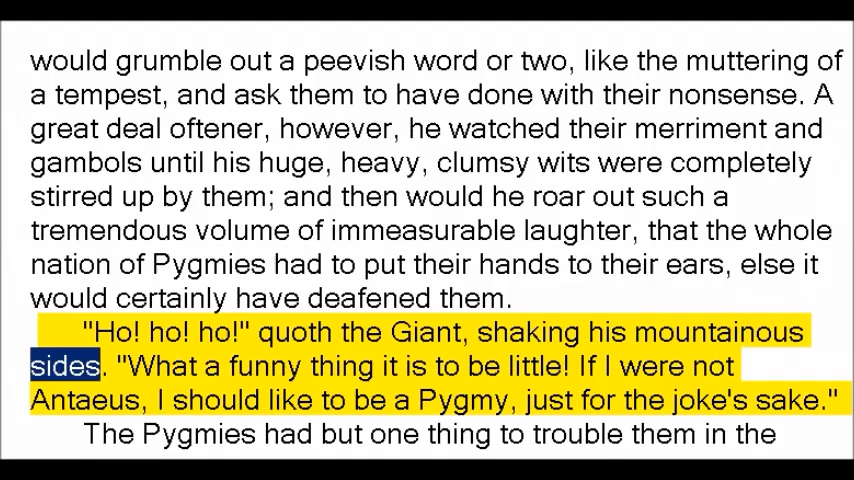 would grumble out a peevish word or two, like the muttering of
a tempest, and ask them to have done with their nonsense. A
great deal oftener, however, he watched their merriment and
gambols until his huge, heavy, clumsy wits were completely
stirred up by them; and then would he roar out such a
tremendous volume of immeasurable laughter, that the whole
nation of Pygmies had to put their hands to their ears, else it
would certainly have deafened them.
"Ho! ho! ho!" quoth the Giant, shaking his mountainous
sides. "What a funny thing it is to be little! If I were not
Antaeus, I should like to be a Pygmy, just for the joke's sake."
The Pygmies had but one thing to trouble them in the